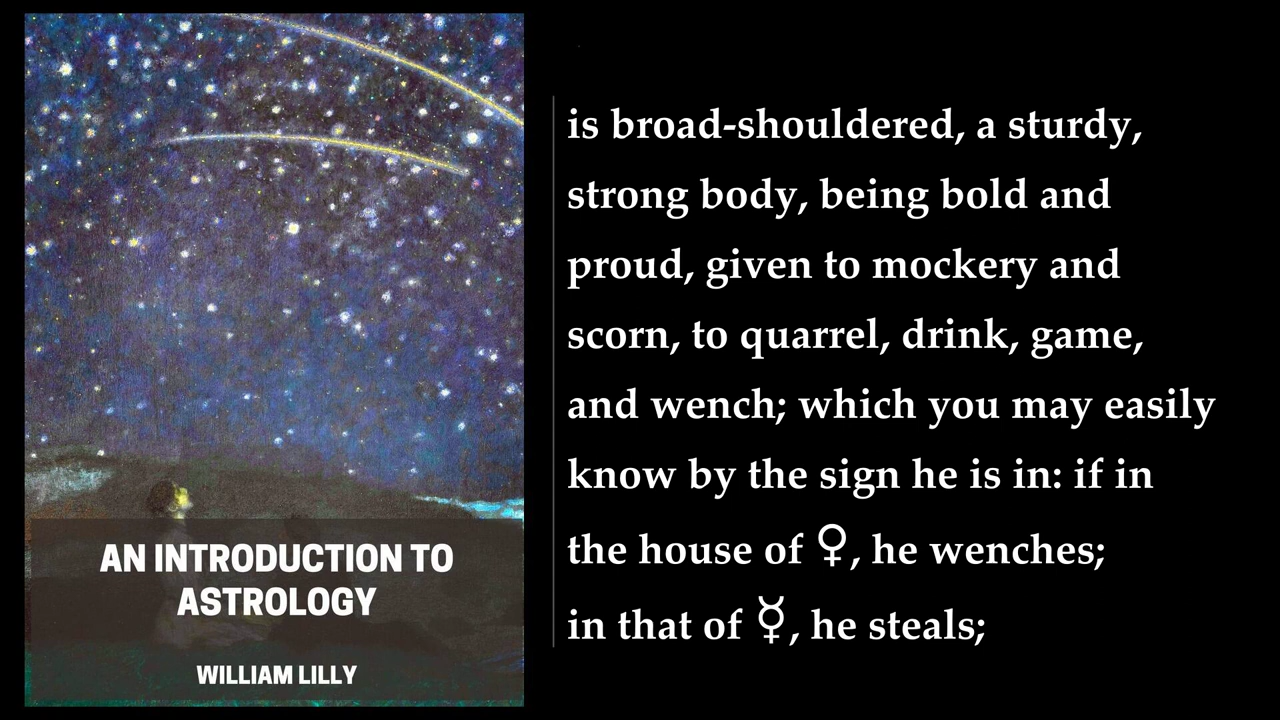 AN INTRODUCTION TO
ASTROLOGY
WILLIAM LILLY
is broad-shouldered, a sturdy,
strong body, being bold and
proud, given to mockery and
scorn, to quarrel, drink, game,
and wench; which you may easily
know by the sign he is in: if in
the house of ♀, he wenches;
in that of ☿, he steals;